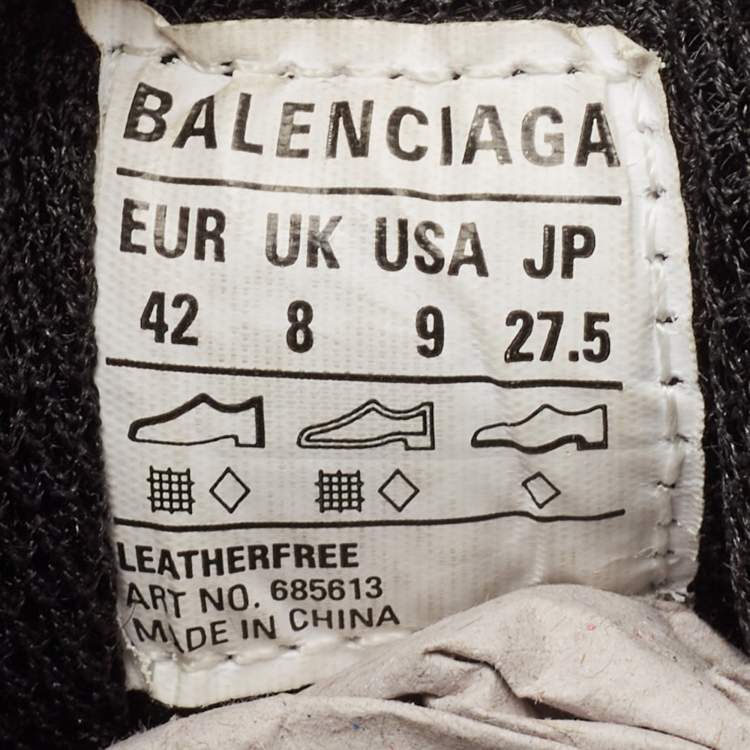 BALENCIAGA
EUR UK USA JP
42 8 9 27.5
LEATHERFREE
ART NO. 685613
MADE IN CHINA